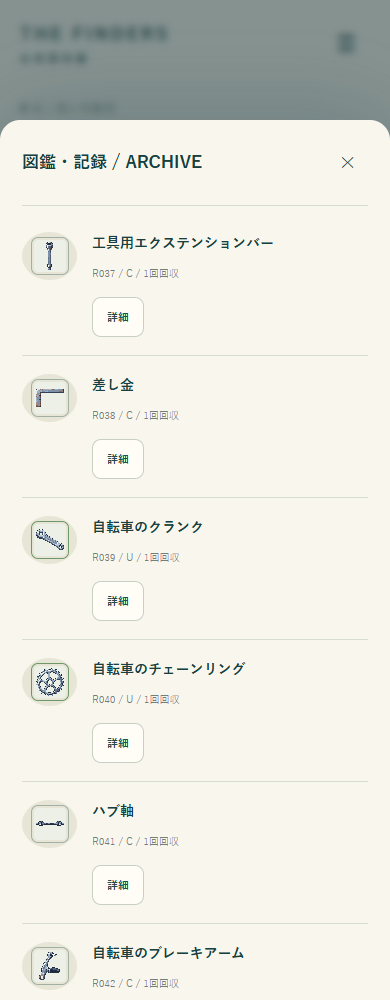 THE FINDERS
図鑑・記録 / ARCHIVE
工具用エクステンションバー
R037 / C / 1回回収
詳細
差し金
R038 / C / 1回回収
詳細
自転車のクランク
R039 / U / 1回回収
詳細
自転車のチェーンリング
R040 / U / 1回回収
詳細
ハブ軸
R041 / C / 1回回収
詳細
自転車のブレーキアーム
R042 / C / 1回回収